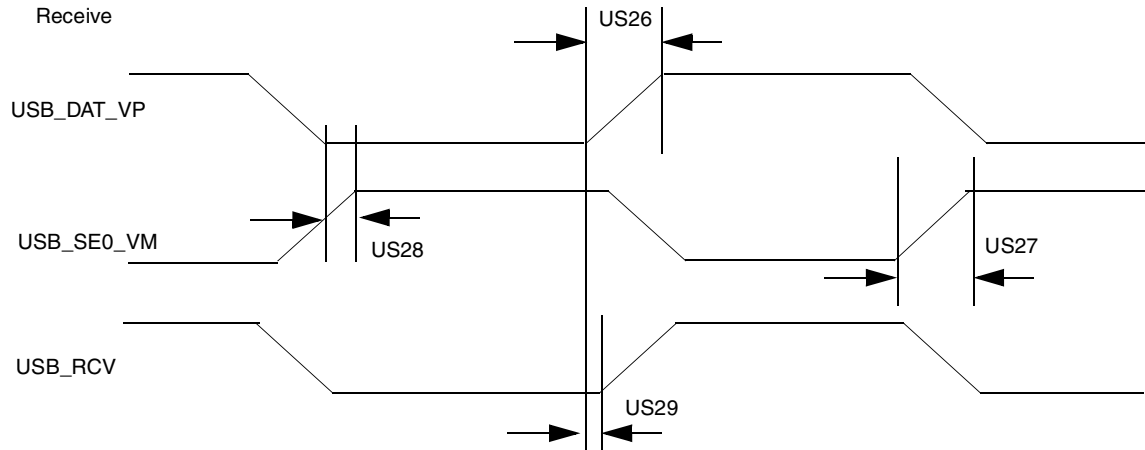 Receive
US26
USB_DAT_VP
USB_SE0_VM
US28
US27
USB_RCV
US29